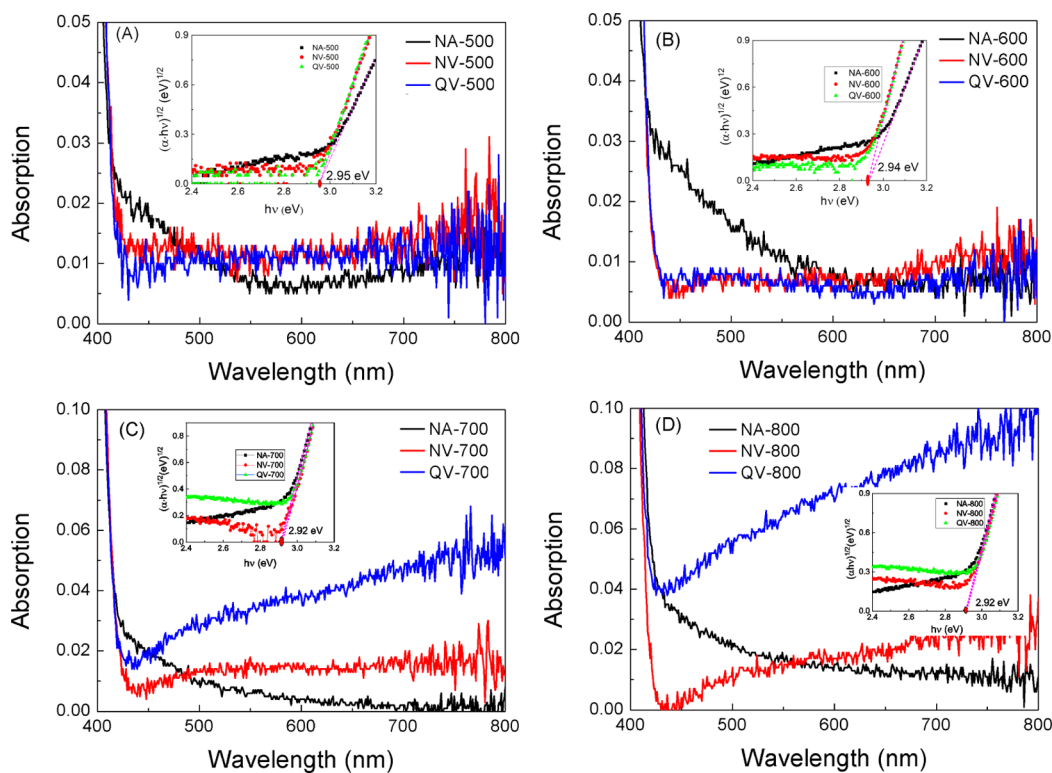 (A)
NA-500
NV-500
QV-500
0.05
0.04
0.03
0.02
0.01
0.00
400 500 600 700 800
Absorption
Wavelength (nm)
0.9
0.6
0.3
0.0
2.4 2.6 2.8 3.0 3.2
(α·hν)1/2 (eV)1/2
hν (eV)
NA-500
NV-500
QV-500
2.95 eV
(B)
NA-600
NV-600
QV-600
0.05
0.04
0.03
0.02
0.01
0.00
400 500 600 700 800
Absorption
Wavelength (nm)
0.9
0.6
0.3
0.0
2.4 2.6 2.8 3.0 3.2
(α·hν)1/2 (eV)12
hν (eV)
NA-600
NV-600
QV-600
2.94 eV
(C)
NA-700
NV-700
QV-700
0.10
0.08
0.06
0.04
0.02
0.00
400 500 600 700 800
Absorption
Wavelength (nm)
0.8
0.6
0.4
0.2
0.0
2.4 2.6 2.8 3.0 3.2
(α·hν)1/2(eV)1/2
hν (eV)
NA-700
NV-700
QV-700
2.92 eV
(D)
NA-800
NV-800
QV-800
0.10
0.08
0.06
0.04
0.02
0.00
400 500 600 700 800
Absorption
Wavelength (nm)
0.9
0.6
0.3
0.0
2.4 2.6 2.8 3.0 3.2
(αhν)1/2(eV)1/2
hν (eV)
NA-800
NV-800
QV-800
2.92 eV